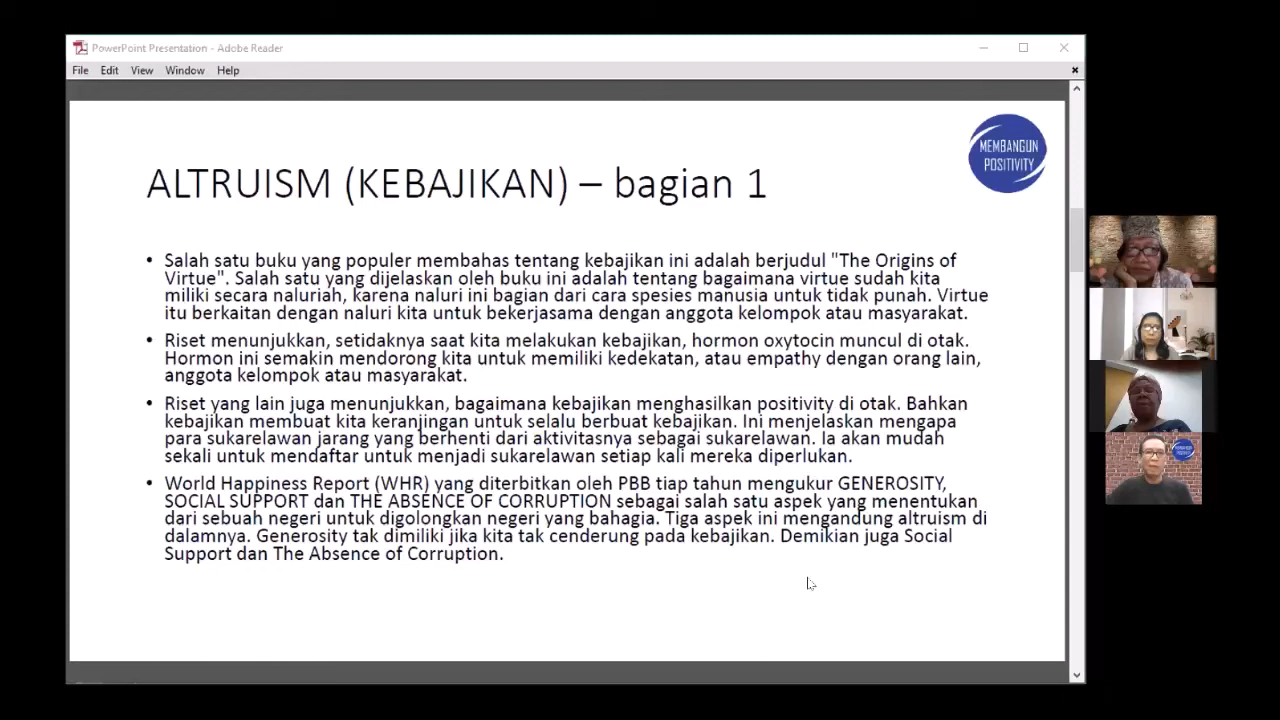 PowerPoint Presentation - Adobe Reader
File Edit View Window Help
MEMBANGUN
POSITIVITY
ALTRUISM (KEBAJIKAN) – bagian 1
• Salah satu buku yang populer membahas tentang kebajikan ini adalah berjudul "The Origins of
Virtue". Salah satu yang dijelaskan oleh buku ini adalah tentang bagaimana virtue sudah kita
miliki secara naluriah, karena naluri ini bagian dari cara spesies manusia untuk tidak punah. Virtue
itu berkaitan dengan naluri kita untuk bekerjasama dengan anggota kelompok atau masyarakat.
• Riset menunjukkan, setidaknya saat kita melakukan kebajikan, hormon oxytocin muncul di otak.
Hormon ini semakin mendorong kita untuk memiliki kedekatan, atau empathy dengan orang lain,
anggota kelompok atau masyarakat.
• Riset yang lain juga menunjukkan, bagaimana kebajikan menghasilkan positivity di otak. Bahkan
kebajikan membuat kita keranjingan untuk selalu berbuat kebajikan. Ini menjelaskan mengapa
para sukarelawan jarang yang berhenti dari aktivitasnya sebagai sukarelawan. Ia akan mudah
sekali untuk mendaftar untuk menjadi sukarelawan setiap kali mereka diperlukan.
• World Happiness Report (WHR) yang diterbitkan oleh PBB tiap tahun mengukur GENEROSITY,
SOCIAL SUPPORT dan THE ABSENCE OF CORRUPTION sebagai salah satu aspek yang menentukan
dari sebuah negeri untuk digolongkan negeri yang bahagia. Tiga aspek ini mengandung altruism di
dalamnya. Generosity tak dimiliki jika kita tak cenderung pada kebajikan. Demikian juga Social
Support dan The Absence of Corruption.